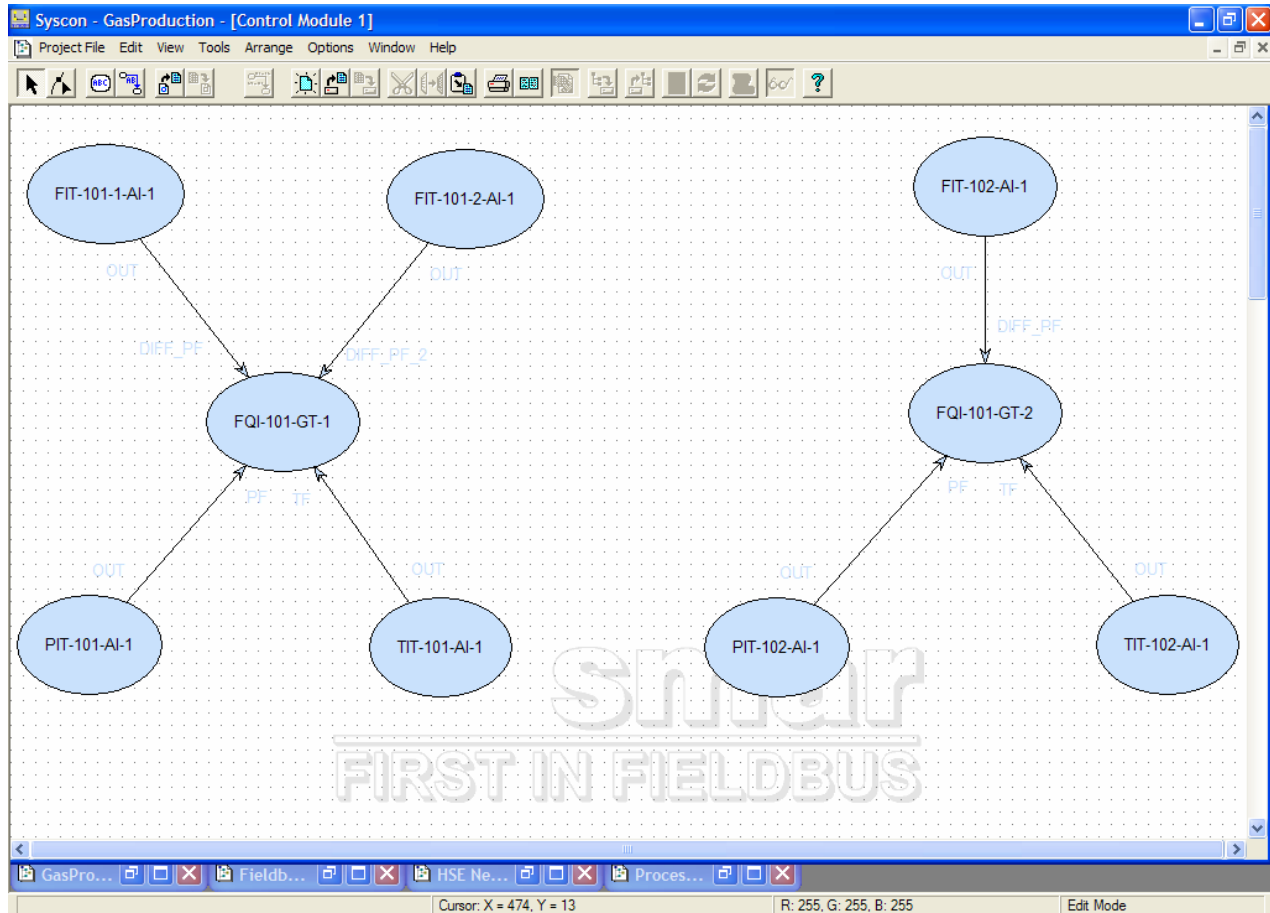 Syscon - GasProduction - [Control Module 1]
Project File Edit View Tools Arrange Options Window Help
FIT-101-1-AI-1
FIT-101-2-AI-1
FIT-102-AI-1
OUT
OUT
OUT
DIFF_PF
DIFF_PF_2
DIFF_PF
FQI-101-GT-1
FQI-101-GT-2
PF
TF
PF
TF
OUT
OUT
OUT
OUT
PIT-101-AI-1
TIT-101-AI-1
PIT-102-AI-1
TIT-102-AI-1
smar
FIRST IN FIELDBUS
GasPro...
Fieldb...
HSE Ne...
Proces...
Cursor: X = 474, Y = 13
R: 255, G: 255, B: 255
Edit Mode